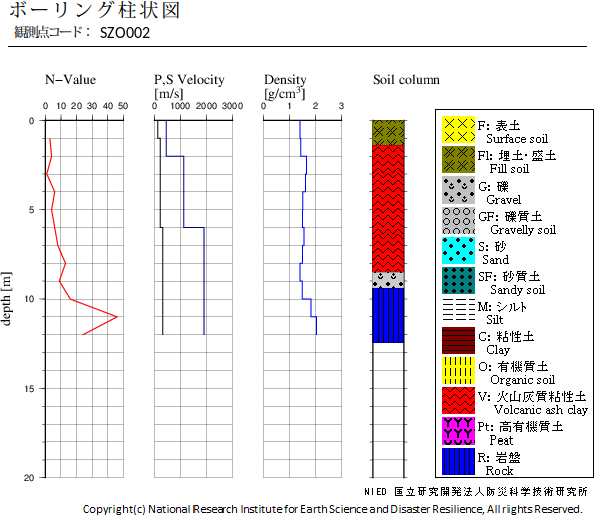 ボーリング柱状図
観測点コード： SZO002
N-Value
P,S Velocity
[m/s]
Density
[g/cm³]
Soil column
0 10 20 30 40 50
0 1000 2000 3000
0 1 2 3
0
5
10
15
20
depth [m]
F: 表土
Surface soil
Fl: 埋土・盛土
Fill soil
G: 礫
Gravel
GF: 礫質土
Gravelly soil
S: 砂
Sand
SF: 砂質土
Sandy soil
M: シルト
Silt
C: 粘性土
Clay
O: 有機質土
Organic soil
V: 火山灰質粘性土
Volcanic ash clay
Pt: 高有機質土
Peat
R: 岩盤
Rock
NIED 国立研究開発法人防災科学技術研究所
Copyright(c) National Research Institute for Earth Science and Disaster Resilience, All rights Reserved.